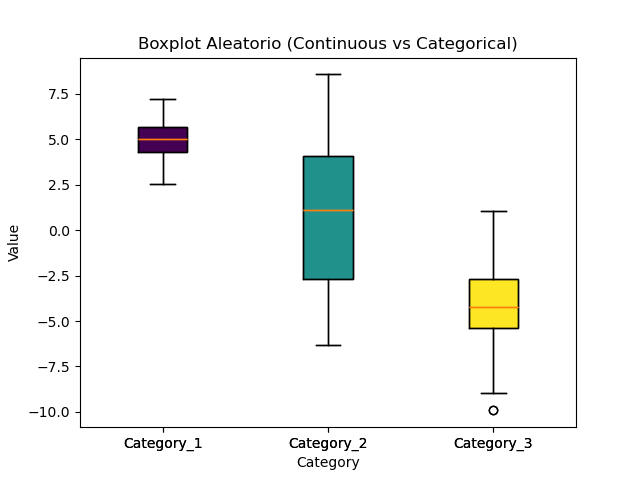 Boxplot Aleatorio (Continuous vs Categorical)
7.5
5.0
2.5
0.0
−2.5
−5.0
−7.5
−10.0
Value
Category_1 Category_2 Category_3
Category